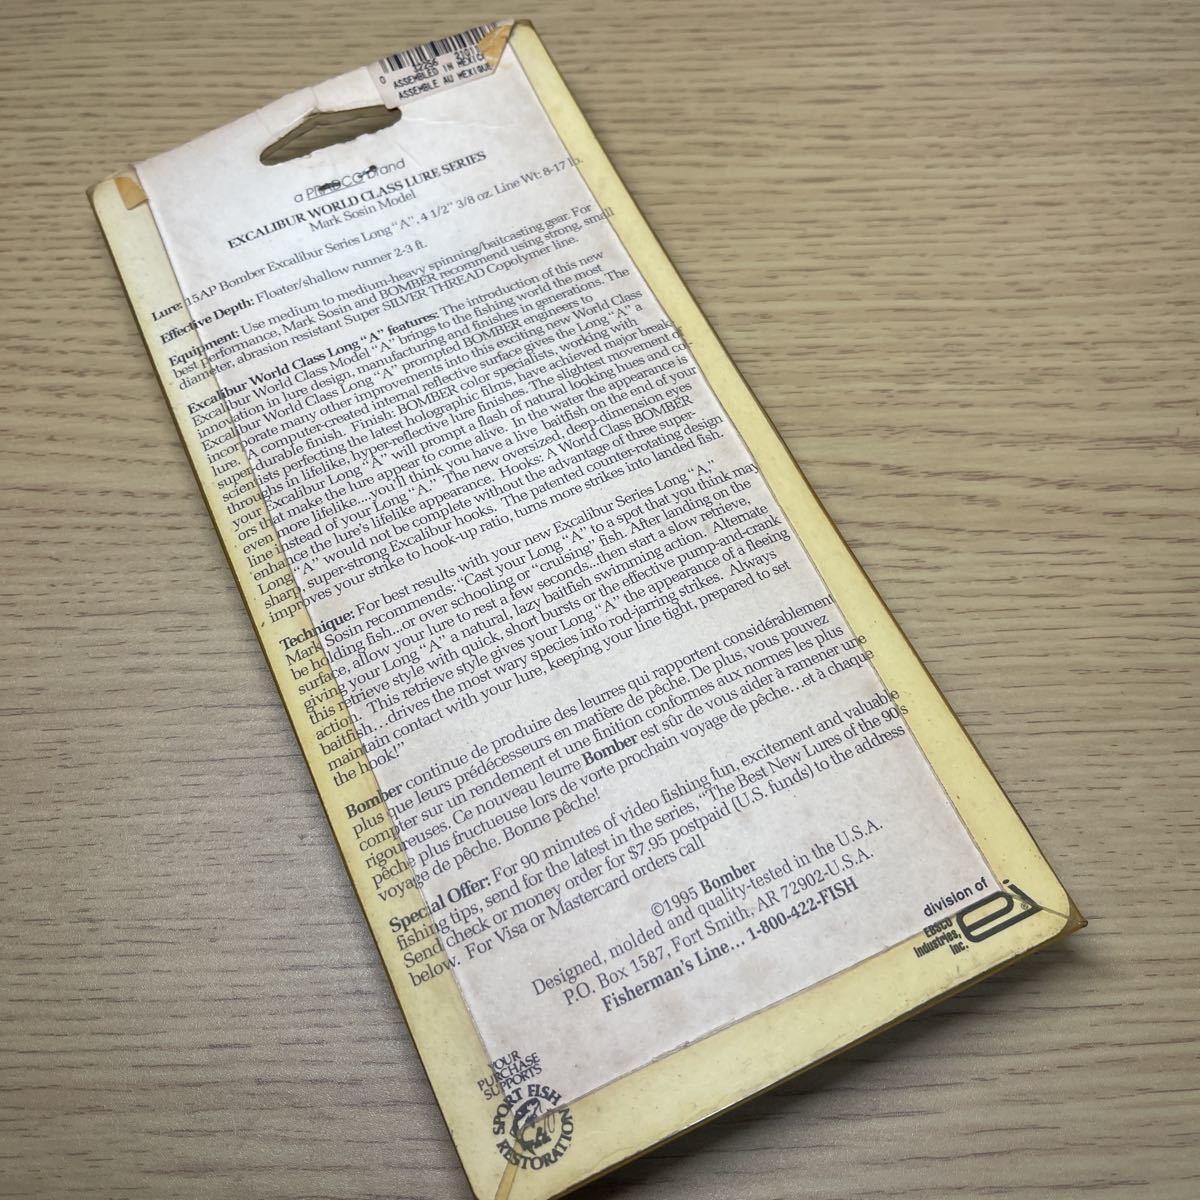 0 32256 21011
ASSEMBLED IN MEXICO
ASSEMBLE AU MEXIQUE
a PRADCO brand
EXCALIBUR WORLD CLASS LURE SERIES
Mark Sosin Model
Lure: 15AP Bomber Excalibur Series Long "A", 4 1/2" 3/8 oz. Line Wt: 8-17 lb.
Effective Depth: Floater/shallow runner 2-3 ft.
Equipment: Use medium to medium-heavy spinning/baitcasting gear. For
best performance, Mark Sosin and BOMBER recommend using strong, small
diameter, abrasion resistant Super SILVER THREAD Copolymer line.
Excalibur World Class Long "A" features: The introduction of this new
Excalibur World Class Model "A" brings to the fishing world the most
innovation in lure design, manufacturing and finishes in generations. The
Excalibur World Class Long "A" prompted BOMBER engineers to
incorporate many other improvements into this exciting new World Class
lure. A computer-created internal reflective surface gives the Long "A" a
super durable finish. Finish: BOMBER color specialists, working with
scientists perfecting the latest holographic films, have achieved major break-
throughs in lifelike, hyper-reflective lure finishes. The slightest movement of
your Excalibur Long "A" will prompt a flash of natural looking hues and col-
ors that make the lure appear to come alive. In the water the appearance is
even more lifelike...you'll think you have a live baitfish on the end of your
line instead of your Long "A". The new oversized, deep-dimension eyes
enhance the lure's lifelike appearance. Hooks: A World Class BOMBER
Long "A" would not be complete without the advantage of three super-
sharp, super-strong Excalibur hooks. The patented counter-rotating design
improves your strike to hook-up ratio, turns more strikes into landed fish.
Technique: For best results with your new Excalibur Series Long "A,"
Mark Sosin recommends: "Cast your Long "A" to a spot that you think may
be holding fish...or over schooling or "cruising" fish. After landing on the
surface, allow your lure to rest a few seconds...then start a slow retrieve,
giving your Long "A" a natural, lazy baitfish swimming action. Alternate
this retrieve style with quick, short bursts or the effective pump-and-crank
action. This retrieve style gives your Long "A" the appearance of a fleeing
baitfish...drives the most wary species into rod-jarring strikes. Always
maintain contact with your lure, keeping your line tight, prepared to set
the hook!"
Bomber continue de produire des leurres qui rapportent considérablement
plus que leurs prédécesseurs en matière de pêche. De plus, vous pouvez
compter sur un rendement et une finition conformes aux normes les plus
rigoureuses. Ce nouveau leurre Bomber est sûr de vous aider à ramener une
pêche plus fructueuse lors de vorte prochain voyage de pêche...et à chaque
voyage de pêche. Bonne pêche!
Special Offer: For 90 minutes of video fishing fun, excitement and valuable
fishing tips, send for the latest in the series, "The Best New Lures of the 90's
Send check or money order for $7.95 postpaid (U.S. funds) to the address
below. For Visa or Mastercard orders call
©1995 Bomber
Designed, molded and quality-tested in the U.S.A.
P.O. Box 1587, Fort Smith, AR 72902-U.S.A.
Fisherman's Line... 1-800-422-FISH
division of
EBSCO
Industries,
Inc.
ei
®
YOUR
PURCHASE
SUPPORTS
SPORT FISH
RESTORATION